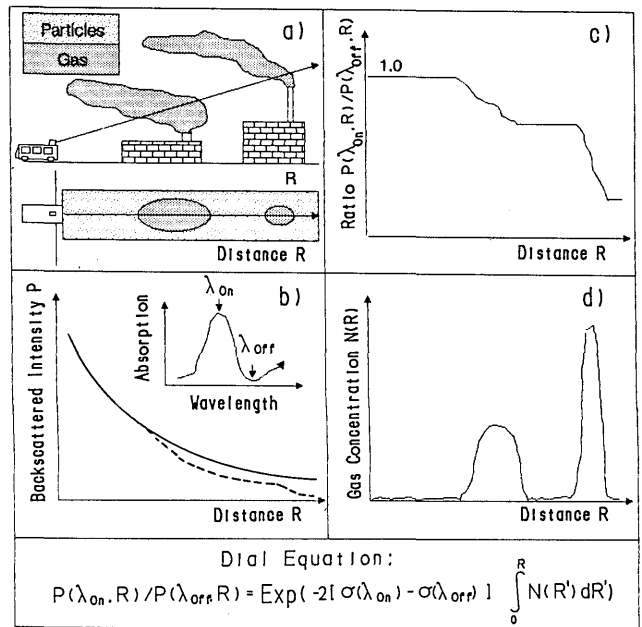 Particles
Gas
a)
R
Distance R
c)
Ratio P(λon.R)/P(λoff.R)
1.0
Distance R
b)
Backscattered Intensity P
Absorption
λon
λoff
Wavelength
Distance R
d)
Gas Concentration N(R)
Distance R
Dial Equation:
P(λon.R)/P(λoff.R) = Exp(-2[σ(λon)-σ(λoff)] ∫₀ᴿ N(R')dR')